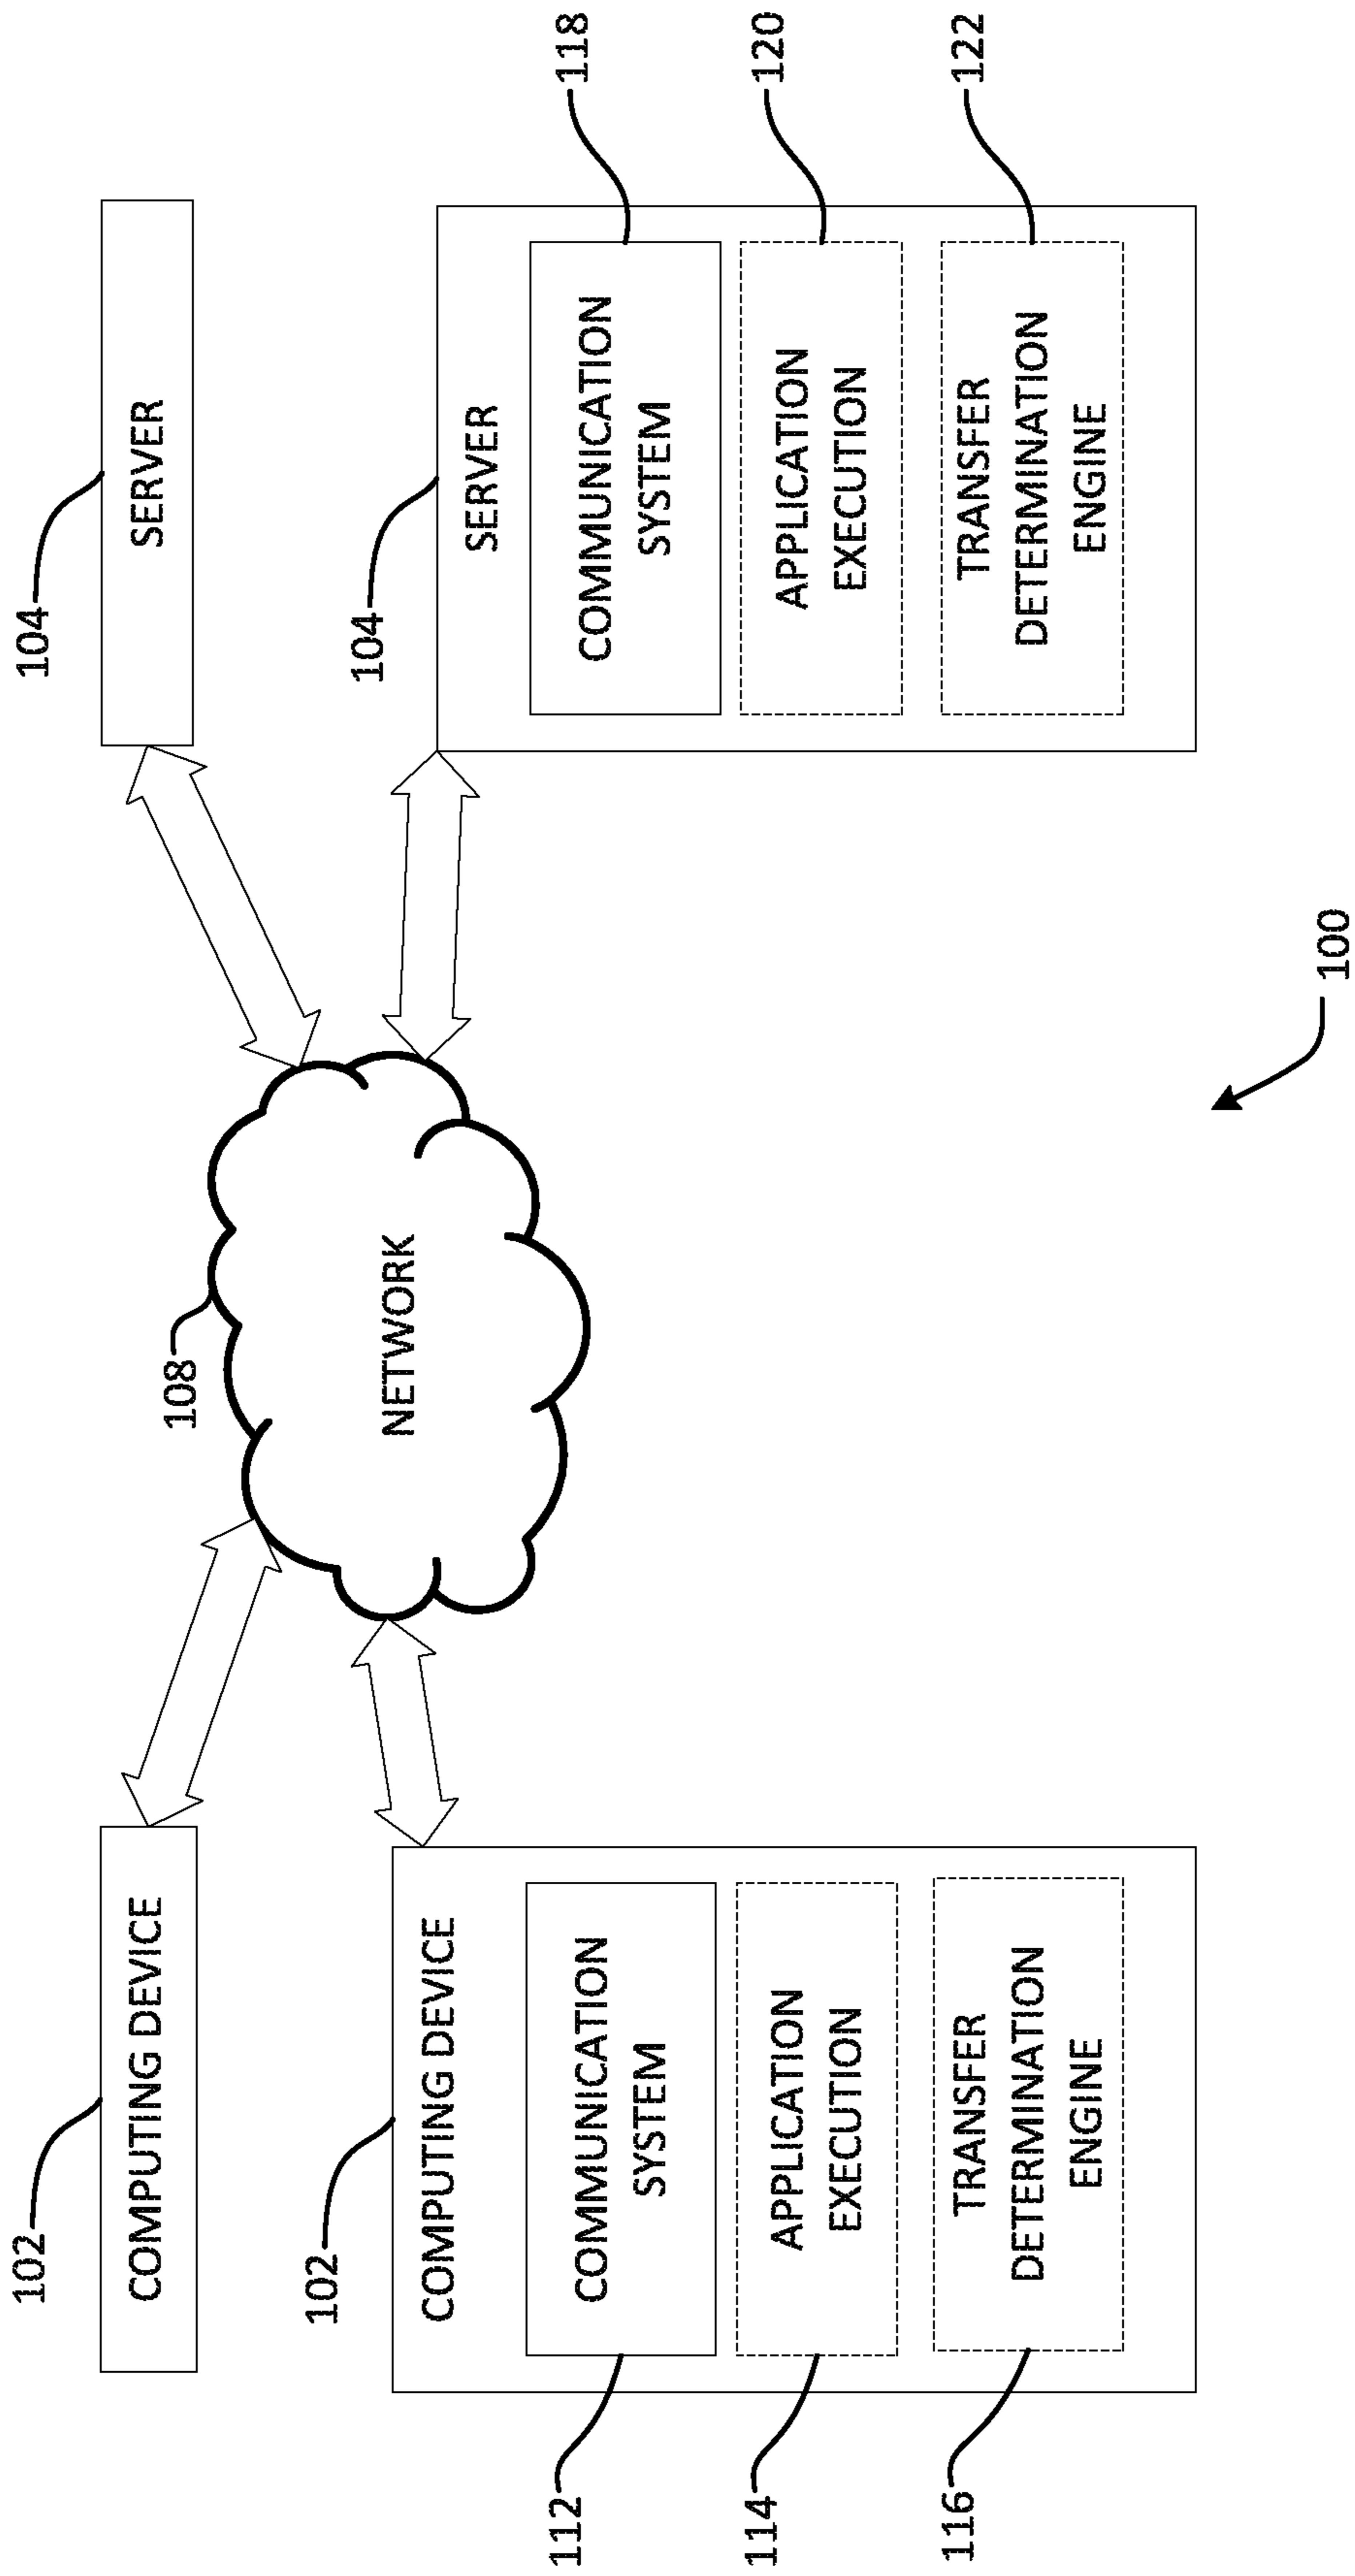 102
COMPUTING DEVICE
108
104
SERVER
102
COMPUTING DEVICE
112
COMMUNICATION
SYSTEM
114
APPLICATION
EXECUTION
116
TRANSFER
DETERMINATION
ENGINE
NETWORK
104
SERVER
COMMUNICATION
SYSTEM
118
APPLICATION
EXECUTION
120
TRANSFER
DETERMINATION
ENGINE
122
100